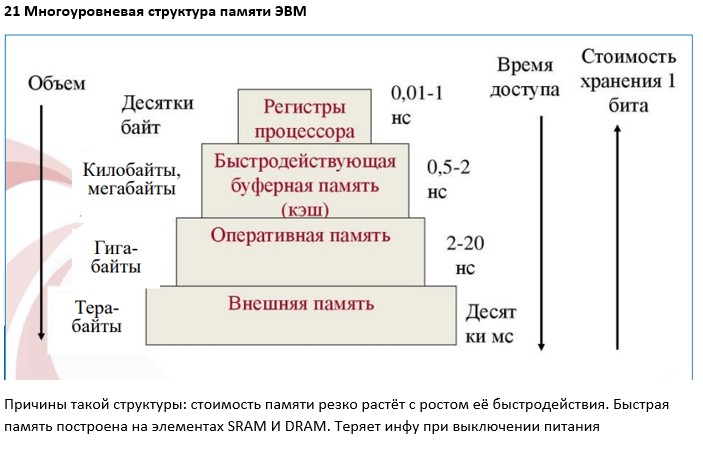 21 Многоуровневая структура памяти ЭВМ
Объем
Время
доступа
Стоимость
хранения 1
бита
Десятки
байт
Регистры
процессора
0,01-1
нс
Килобайты,
мегабайты
Быстродействующая
буферная память
(кэш)
0,5-2
нс
Гига-
байты
Оперативная память
2-20
нс
Тера-
байты
Внешняя память
Десят
ки мс
Причины такой структуры: стоимость памяти резко растёт с ростом её быстродействия. Быстрая
память построена на элементах SRAM И DRAM. Теряет инфу при выключении питания